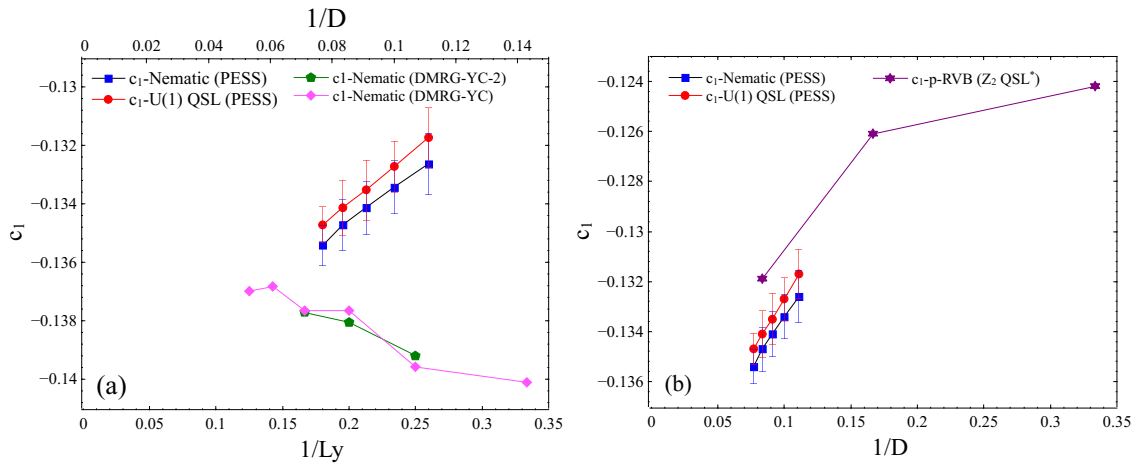 1/D
0 0.02 0.04 0.06 0.08 0.1 0.12 0.14
c₁-Nematic (PESS)
c₁-U(1) QSL (PESS)
c1-Nematic (DMRG-YC-2)
c1-Nematic (DMRG-YC)
−0.13
−0.132
−0.134
−0.136
−0.138
−0.14
c₁
(a)
0 0.05 0.1 0.15 0.2 0.25 0.3 0.35
1/Ly
c₁-Nematic (PESS)
c₁-U(1) QSL (PESS)
c₁-p-RVB (Z₂ QSL*)
−0.124
−0.126
−0.128
−0.13
−0.132
−0.134
−0.136
c₁
(b)
0 0.05 0.1 0.15 0.2 0.25 0.3 0.35
1/D